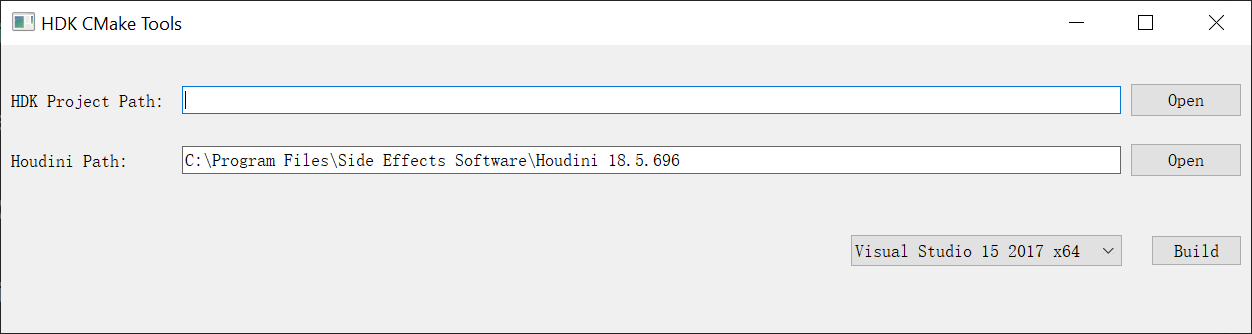 HDK CMake Tools
HDK Project Path:
Open
Houdini Path:
C:\Program Files\Side Effects Software\Houdini 18.5.696
Open
Visual Studio 15 2017 x64
Build